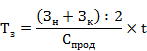 Тз = (Зн + Зк) : 2 / Спрод × t